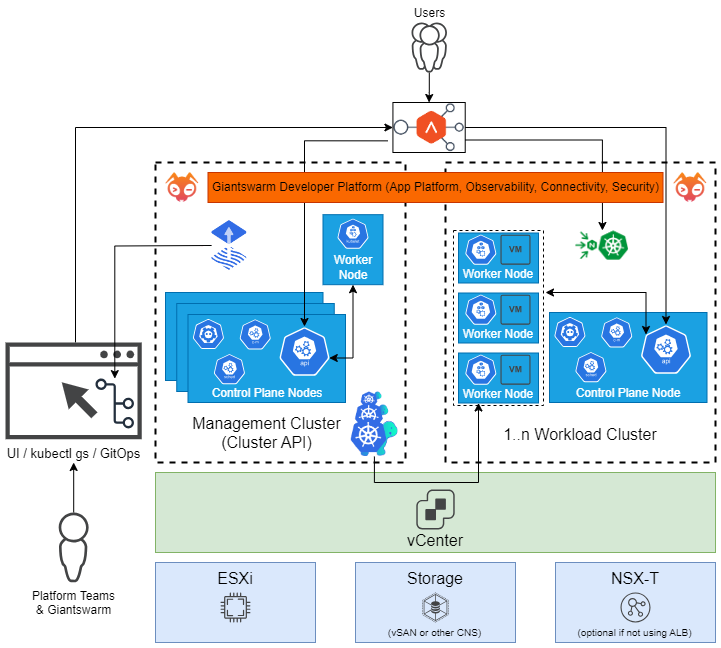 Users
Giantswarm Developer Platform (App Platform, Observability, Connectivity, Security)
Worker
Node
VM
Worker Node
VM
Worker Node
VM
Worker Node
api
Control Plane Nodes
api
Control Plane Node
Management Cluster
(Cluster API)
1..n Workload Cluster
UI / kubectl gs / GitOps
Platform Teams
& Giantswarm
vCenter
ESXi
Storage
(vSAN or other CNS)
NSX-T
(optional if not using ALB)